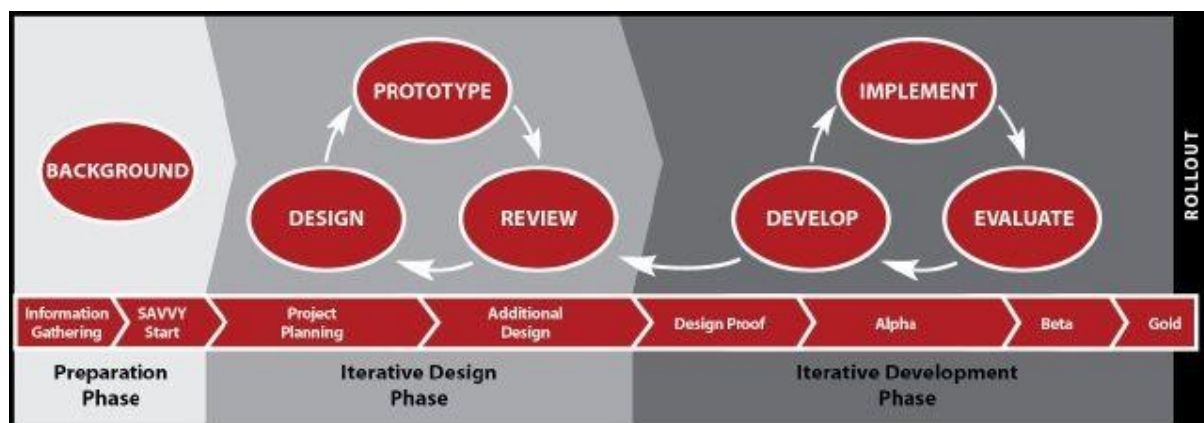 BACKGROUND
PROTOTYPE
DESIGN
REVIEW
IMPLEMENT
DEVELOP
EVALUATE
ROLLOUT
Information
Gathering
SAVVY
Start
Project
Planning
Additional
Design
Design Proof
Alpha
Beta
Gold
Preparation
Phase
Iterative Design
Phase
Iterative Development
Phase